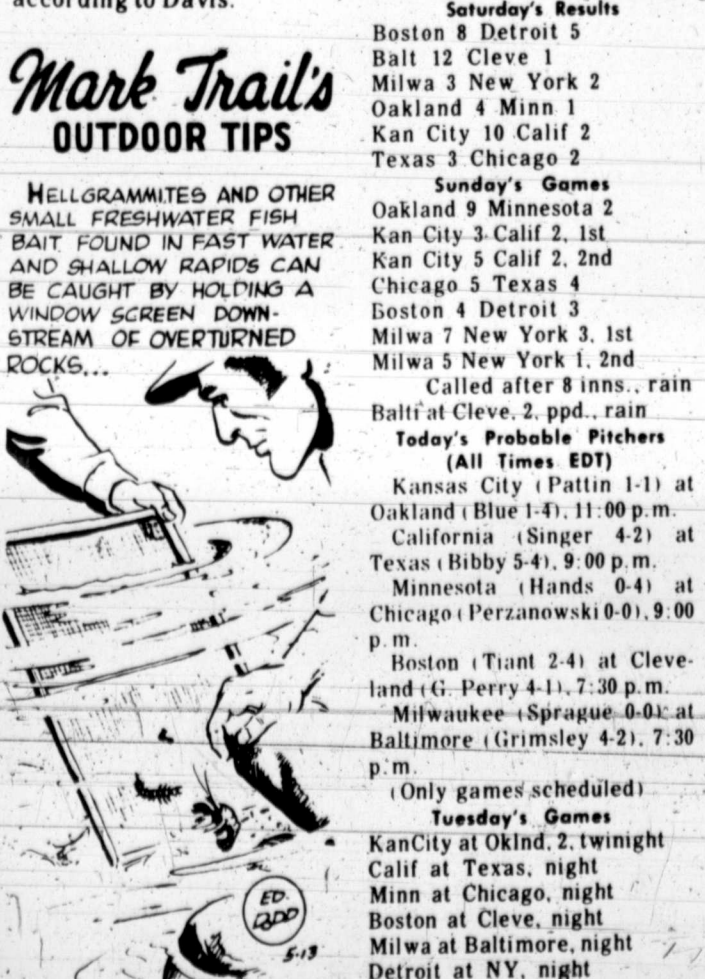 according to Davis.
Mark Trail's
OUTDOOR TIPS
HELLGRAMMITES AND OTHER
SMALL FRESHWATER FISH
BAIT FOUND IN FAST WATER
AND SHALLOW RAPIDS CAN
BE CAUGHT BY HOLDING A
WINDOW SCREEN DOWN-
STREAM OF OVERTURNED
ROCKS...
ED
DODD
5-13
Saturday's Results
Boston 8 Detroit 5
Balt 12 Cleve 1
Milwa 3 New York 2
Oakland 4 Minn 1
Kan City 10 Calif 2
Texas 3 Chicago 2
Sunday's Games
Oakland 9 Minnesota 2
Kan City 3 Calif 2, 1st
Kan City 5 Calif 2, 2nd
Chicago 5 Texas 4
Boston 4 Detroit 3
Milwa 7 New York 3, 1st
Milwa 5 New York 1, 2nd
Called after 8 inns., rain
Balti at Cleve, 2, ppd., rain
Today's Probable Pitchers
(All Times EDT)
Kansas City (Pattin 1-1) at
Oakland (Blue 1-4), 11:00 p.m.
California (Singer 4-2) at
Texas (Bibby 5-4), 9:00 p.m.
Minnesota (Hands 0-4) at
Chicago (Perzanowski 0-0), 9:00
p.m.
Boston (Tiant 2-4) at Cleve-
land (G. Perry 4-1), 7:30 p.m.
Milwaukee (Sprague 0-0) at
Baltimore (Grimsley 4-2), 7:30
p.m.
(Only games scheduled)
Tuesday's Games
KanCity at Oklnd, 2, twinight
Calif at Texas, night
Minn at Chicago, night
Boston at Cleve, night
Milwa at Baltimore, night
Detroit at NY, night